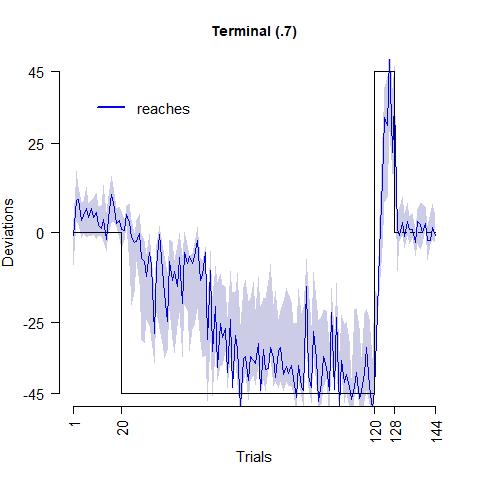 Terminal (.7)
reaches
Deviations
45
25
0
-25
-45
1
20
120
128
144
Trials